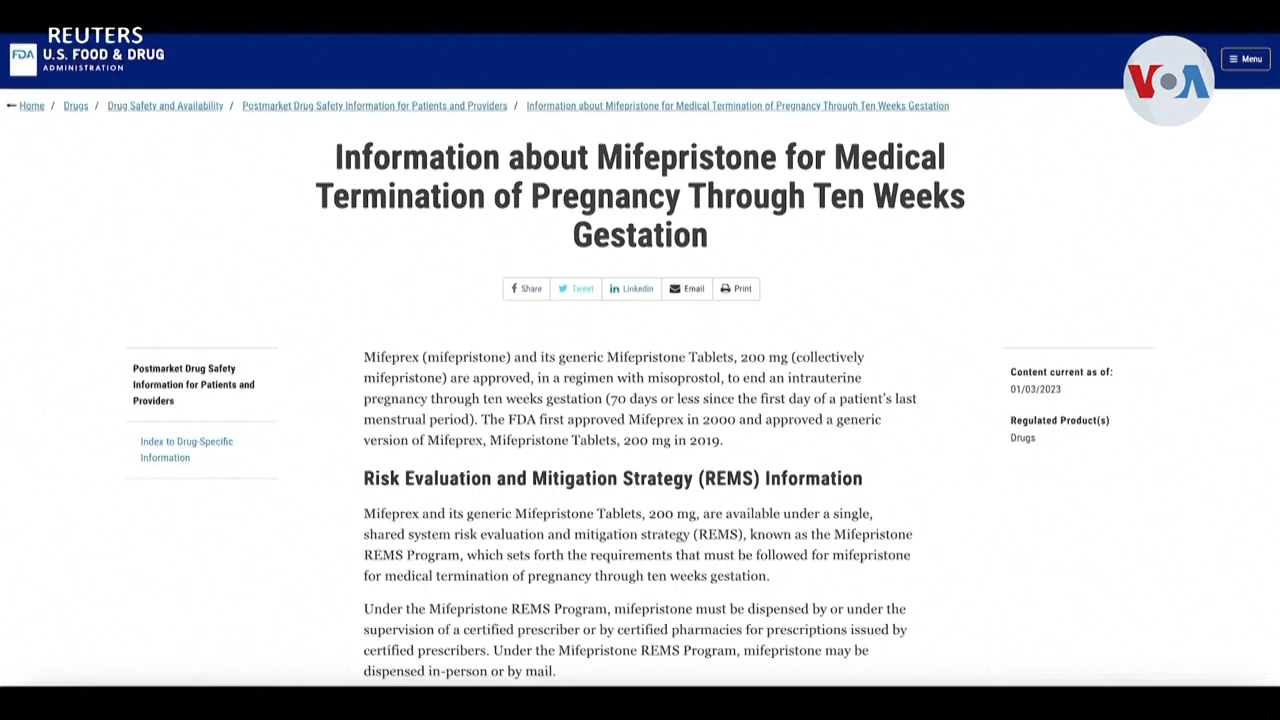 REUTERS
FDA U.S. FOOD & DRUG
ADMINISTRATION
VOA
Menu
Home / Drugs / Drug Safety and Availability / Postmarket Drug Safety Information for Patients and Providers / Information about Mifepristone for Medical Termination of Pregnancy Through Ten Weeks Gestation
Information about Mifepristone for Medical
Termination of Pregnancy Through Ten Weeks
Gestation
Share Tweet Linkedin Email Print
Postmarket Drug Safety
Information for Patients and
Providers
Index to Drug-Specific
Information
Mifeprex (mifepristone) and its generic Mifepristone Tablets, 200 mg (collectively
mifepristone) are approved, in a regimen with misoprostol, to end an intrauterine
pregnancy through ten weeks gestation (70 days or less since the first day of a patient's last
menstrual period). The FDA first approved Mifeprex in 2000 and approved a generic
version of Mifeprex, Mifepristone Tablets, 200 mg in 2019.
Risk Evaluation and Mitigation Strategy (REMS) Information
Mifeprex and its generic Mifepristone Tablets, 200 mg, are available under a single,
shared system risk evaluation and mitigation strategy (REMS), known as the Mifepristone
REMS Program, which sets forth the requirements that must be followed for mifepristone
for medical termination of pregnancy through ten weeks gestation.
Under the Mifepristone REMS Program, mifepristone must be dispensed by or under the
supervision of a certified prescriber or by certified pharmacies for prescriptions issued by
certified prescribers. Under the Mifepristone REMS Program, mifepristone may be
dispensed in-person or by mail.
Content current as of:
01/03/2023
Regulated Product(s)
Drugs